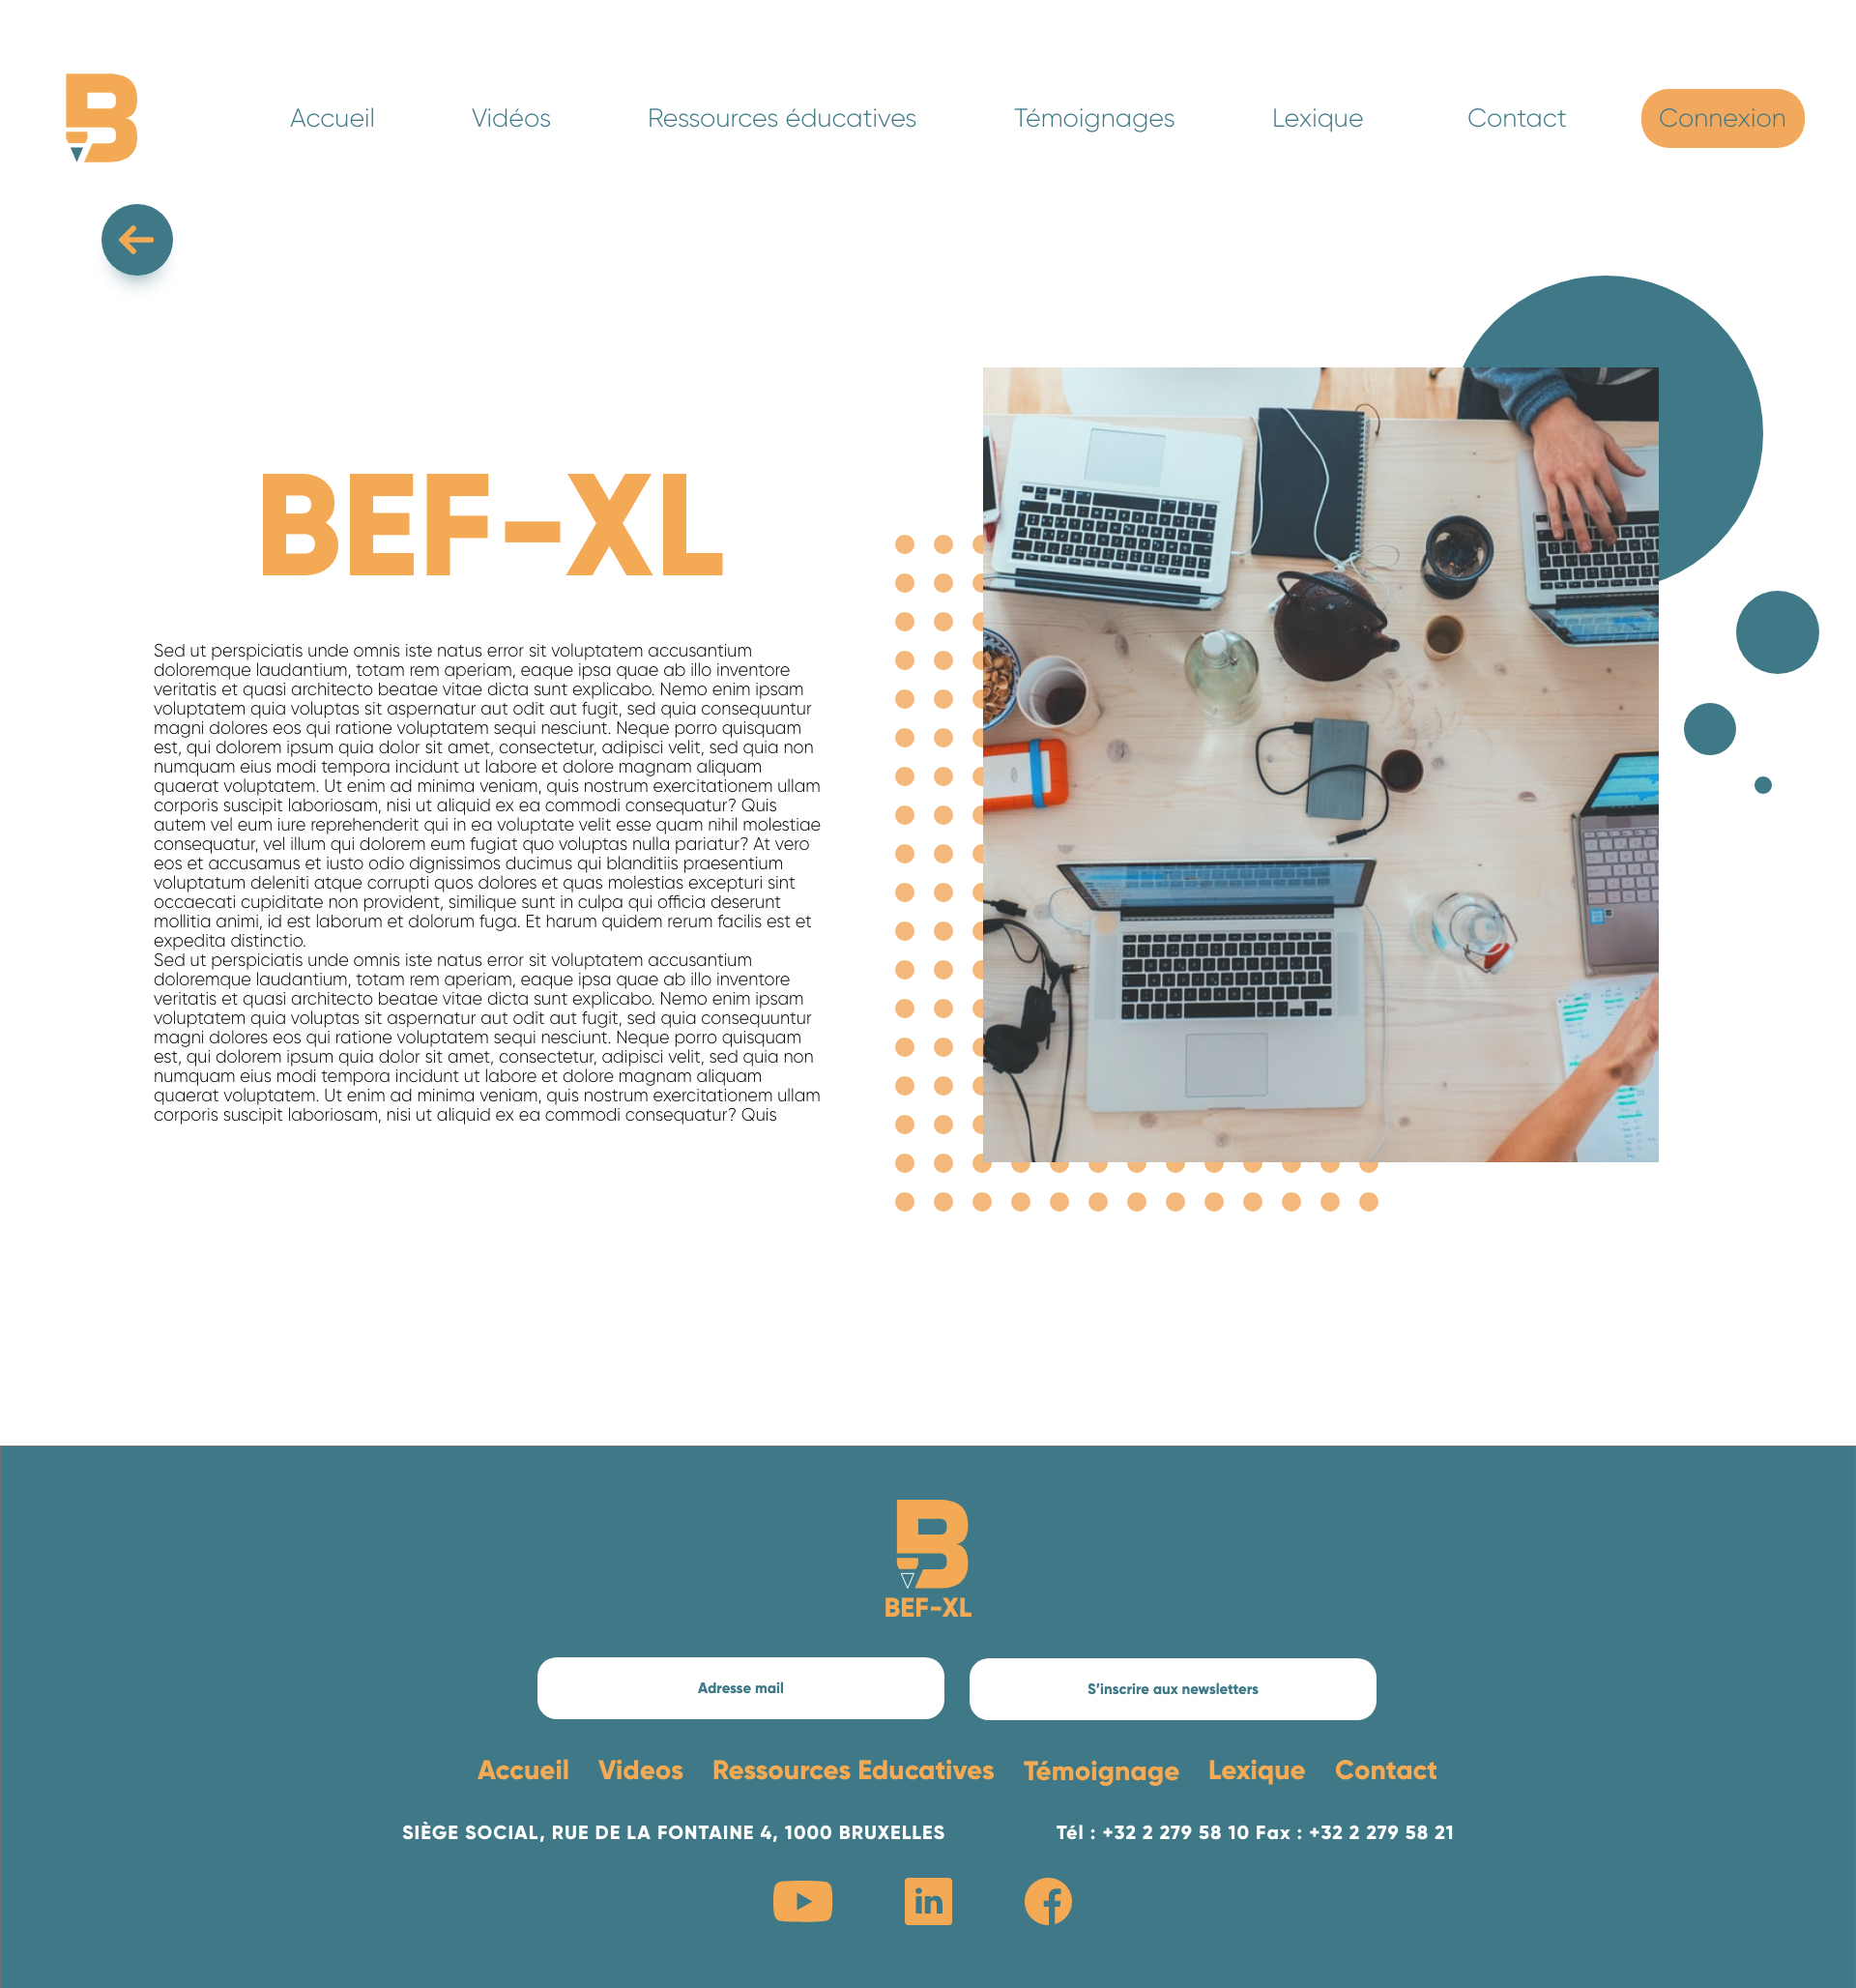 B
Accueil
Vidéos
Ressources éducatives
Témoignages
Lexique
Contact
Connexion
BEF-XL
Sed ut perspiciatis unde omnis iste natus error sit voluptatem accusantium
doloremque laudantium, totam rem aperiam, eaque ipsa quae ab illo inventore
veritatis et quasi architecto beatae vitae dicta sunt explicabo. Nemo enim ipsam
voluptatem quia voluptas sit aspernatur aut odit aut fugit, sed quia consequuntur
magni dolores eos qui ratione voluptatem sequi nesciunt. Neque porro quisquam
est, qui dolorem ipsum quia dolor sit amet, consectetur, adipisci velit, sed quia non
numquam eius modi tempora incidunt ut labore et dolore magnam aliquam
quaerat voluptatem. Ut enim ad minima veniam, quis nostrum exercitationem ullam
corporis suscipit laboriosam, nisi ut aliquid ex ea commodi consequatur? Quis
autem vel eum iure reprehenderit qui in ea voluptate velit esse quam nihil molestiae
consequatur, vel illum qui dolorem eum fugiat quo voluptas nulla pariatur? At vero
eos et accusamus et iusto odio dignissimos ducimus qui blanditiis praesentium
voluptatum deleniti atque corrupti quos dolores et quas molestias excepturi sint
occaecati cupiditate non provident, similique sunt in culpa qui officia deserunt
mollitia animi, id est laborum et dolorum fuga. Et harum quidem rerum facilis est et
expedita distinctio.
Sed ut perspiciatis unde omnis iste natus error sit voluptatem accusantium
doloremque laudantium, totam rem aperiam, eaque ipsa quae ab illo inventore
veritatis et quasi architecto beatae vitae dicta sunt explicabo. Nemo enim ipsam
voluptatem quia voluptas sit aspernatur aut odit aut fugit, sed quia consequuntur
magni dolores eos qui ratione voluptatem sequi nesciunt. Neque porro quisquam
est, qui dolorem ipsum quia dolor sit amet, consectetur, adipisci velit, sed quia non
numquam eius modi tempora incidunt ut labore et dolore magnam aliquam
quaerat voluptatem. Ut enim ad minima veniam, quis nostrum exercitationem ullam
corporis suscipit laboriosam, nisi ut aliquid ex ea commodi consequatur? Quis
B
BEF-XL
Adresse mail
S’inscrire aux newsletters
Accueil
Videos
Ressources Educatives
Témoignage
Lexique
Contact
SIÈGE SOCIAL, RUE DE LA FONTAINE 4, 1000 BRUXELLES
Tél : +32 2 279 58 10 Fax : +32 2 279 58 21
in